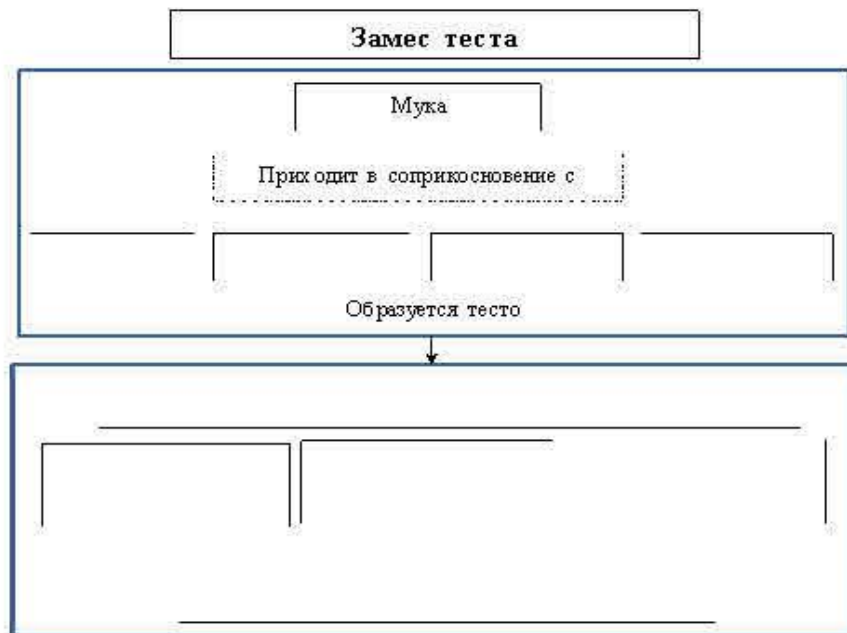 Замес теста
Мука
Приходит в соприкосновение с
Образуется тесто